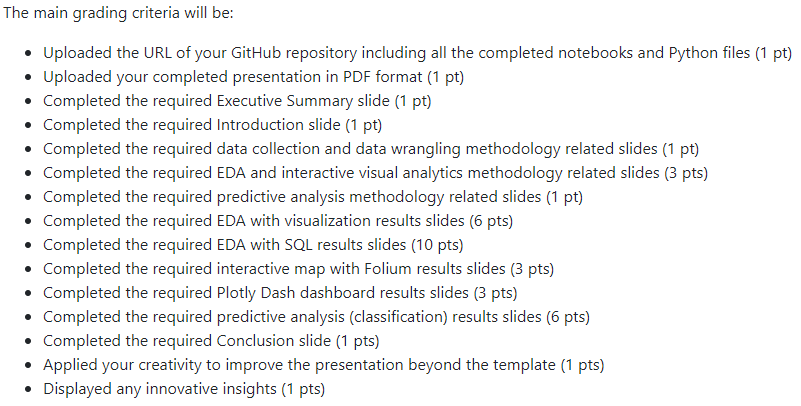 The main grading criteria will be:
• Uploaded the URL of your GitHub repository including all the completed notebooks and Python files (1 pt)
• Uploaded your completed presentation in PDF format (1 pt)
• Completed the required Executive Summary slide (1 pt)
• Completed the required Introduction slide (1 pt)
• Completed the required data collection and data wrangling methodology related slides (1 pt)
• Completed the required EDA and interactive visual analytics methodology related slides (3 pts)
• Completed the required predictive analysis methodology related slides (1 pt)
• Completed the required EDA with visualization results slides (6 pts)
• Completed the required EDA with SQL results slides (10 pts)
• Completed the required interactive map with Folium results slides (3 pts)
• Completed the required Plotly Dash dashboard results slides (3 pts)
• Completed the required predictive analysis (classification) results slides (6 pts)
• Completed the required Conclusion slide (1 pts)
• Applied your creativity to improve the presentation beyond the template (1 pts)
• Displayed any innovative insights (1 pts)